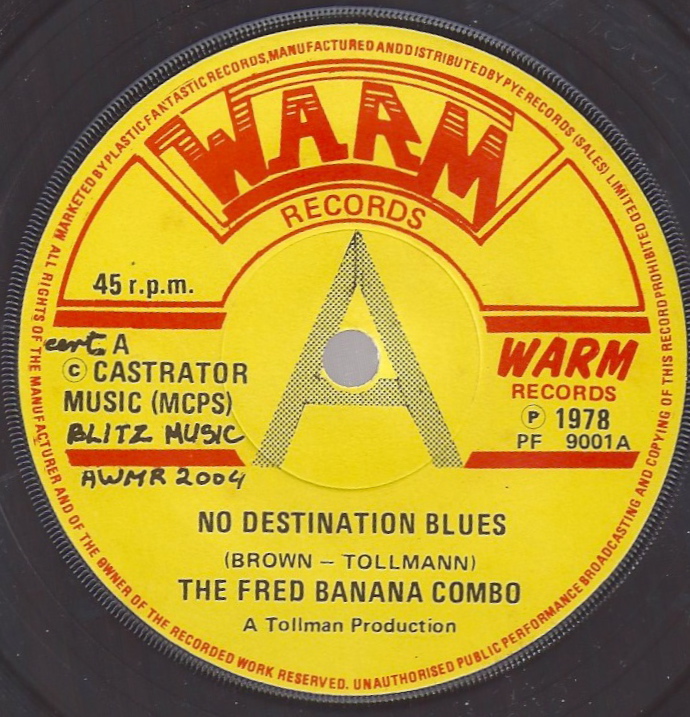 ALL RIGHTS OF THE MANUFACTURER AND OF THE OWNER OF THE RECORDED WORK RESERVED. UNAUTHORISED PUBLIC PERFORMANCE BROADCASTING AND COPYING OF THIS RECORD PROHIBITED
MARKETED BY PLASTIC FANTASTIC RECORDS, MANUFACTURED AND DISTRIBUTED BY PYE RECORDS (SALES) LIMITED
WARM
RECORDS
45 r.p.m.
A
cert. A
© CASTRATOR
MUSIC (MCPS)
BLITZ MUSIC
AWMR 2004
WARM
RECORDS
Ⓟ 1978
PF 9001A
NO DESTINATION BLUES
(BROWN – TOLLMANN)
THE FRED BANANA COMBO
A Tollman Production